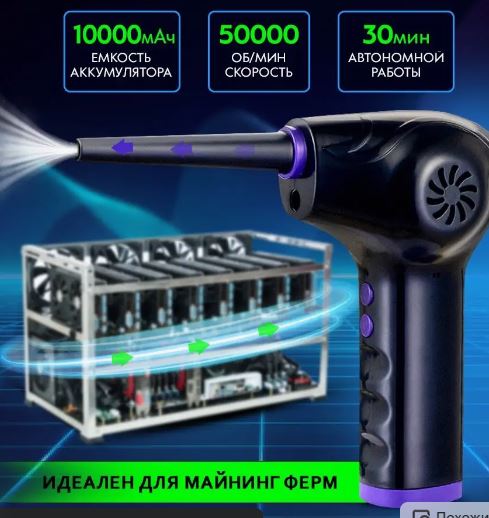 10000мАч
ЕМКОСТЬ
АККУМУЛЯТОРА
50000
ОБ/МИН
СКОРОСТЬ
30мин
АВТОНОМНОЙ
РАБОТЫ
ИДЕАЛЕН ДЛЯ МАЙНИНГ ФЕРМ